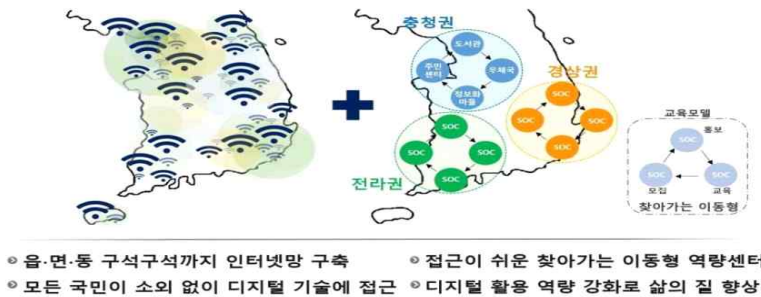 충청권
도서관
주민
센터
우체국
정보화
마을
경상권
SOC
SOC
SOC
SOC
전라권
SOC
SOC
SOC
SOC
교육모델
홍보
SOC
SOC
SOC
모집
교육
찾아가는 이동형
읍·면·동 구석구석까지 인터넷망 구축
모든 국민이 소외 없이 디지털 기술에 접근
접근이 쉬운 찾아가는 이동형 역량센터
디지털 활용 역량 강화로 삶의 질 향상